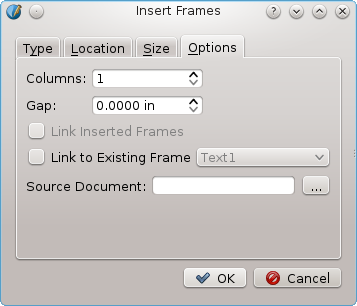 Insert Frames
Type Location Size Options
Columns: 1
Gap: 0.0000 in
Link Inserted Frames
Link to Existing Frame Text1
Source Document: ...
OK Cancel